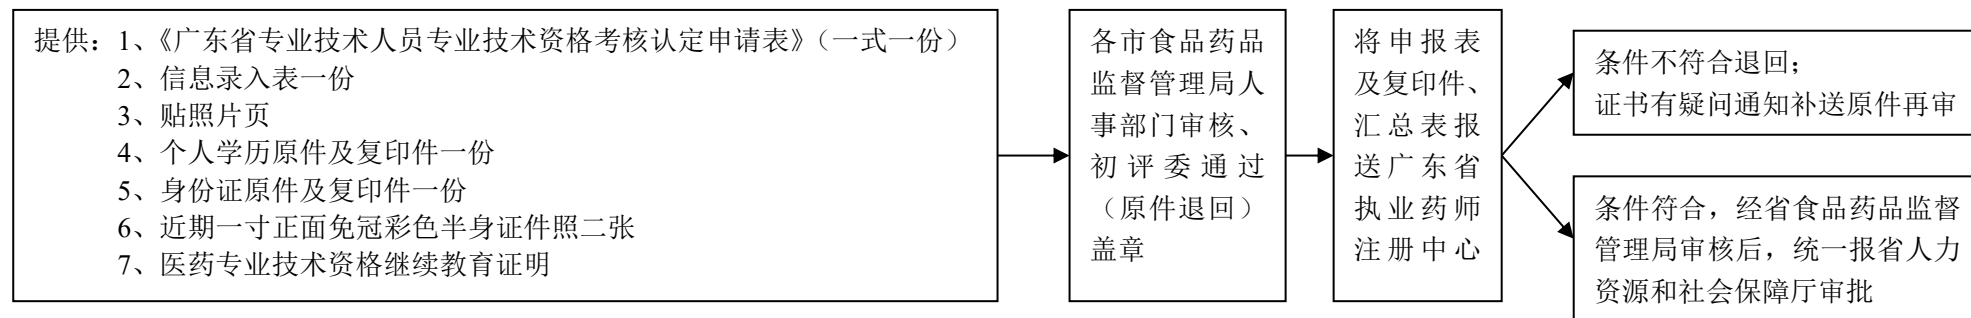 提供：1、《广东省专业技术人员专业技术资格考核认定申请表》（一式一份）
2、信息录入表一份
3、贴照片页
4、个人学历原件及复印件一份
5、身份证原件及复印件一份
6、近期一寸正面免冠彩色半身证件照二张
7、医药专业技术资格继续教育证明
各市食品药品
监督管理局人
事部门审核、
初评委通过
（原件退回）
盖章
将申报表
及复印件、
汇总表报
送广东省
执业药师
注册中心
条件不符合退回；
证书有疑问通知补送原件再审
条件符合，经省食品药品监督
管理局审核后，统一报省人力
资源和社会保障厅审批